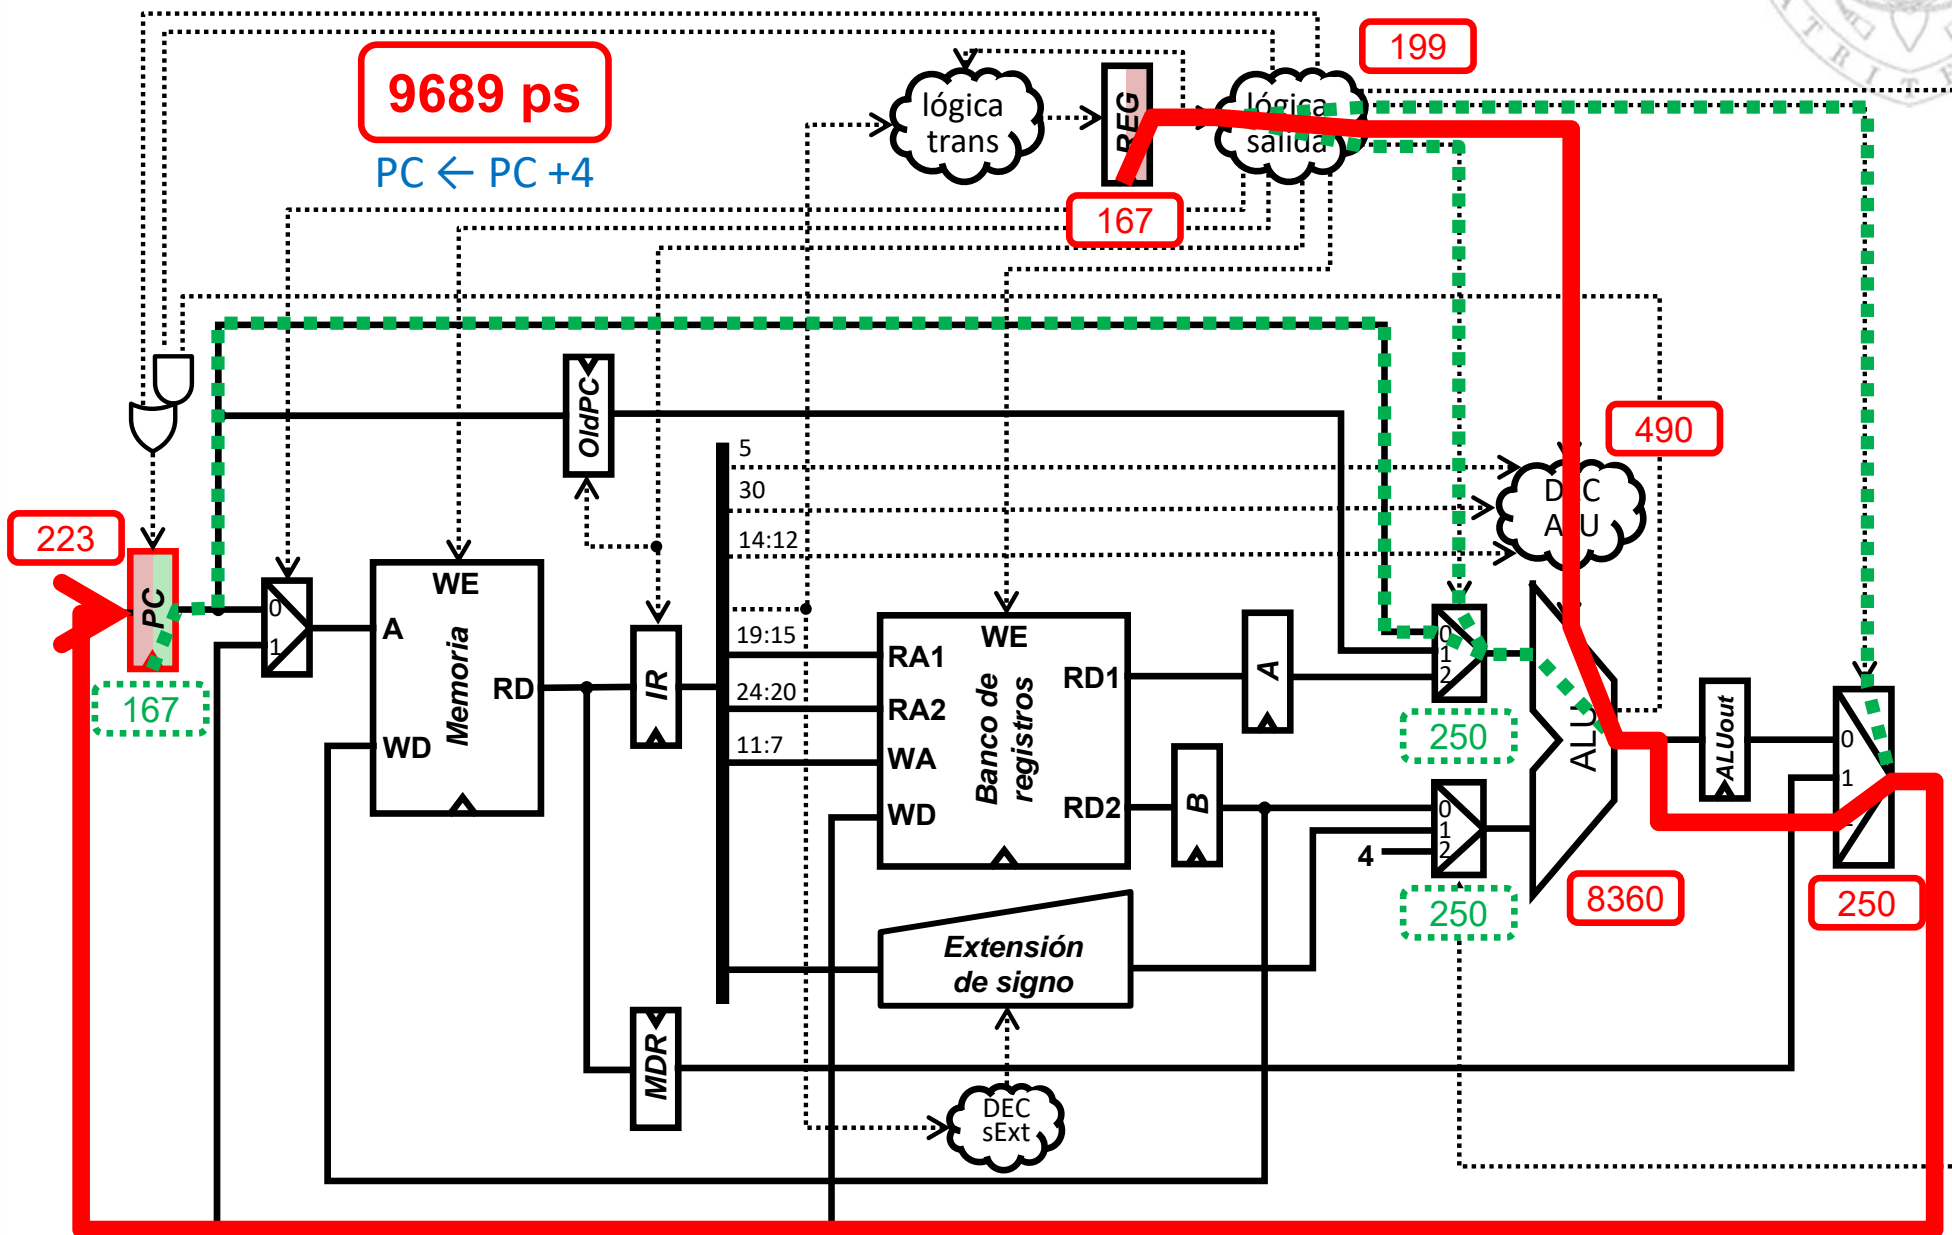 199
9689 ps
PC ← PC +4
lógica
trans
REG
lógica
salida
167
OldPC
5
30
14:12
19:15
24:20
11:7
490
DEC
ALU
223
PC
167
0
1
WE
A
Memoria
RD
WD
IR
WE
RA1
RA2
WA
WD
Banco de
registros
RD1
RD2
A
B
0
1
2
250
0
1
2
4
250
ALU
8360
ALUout
0
1
250
Extensión
de signo
MDR
DEC
sExt
ATRITE